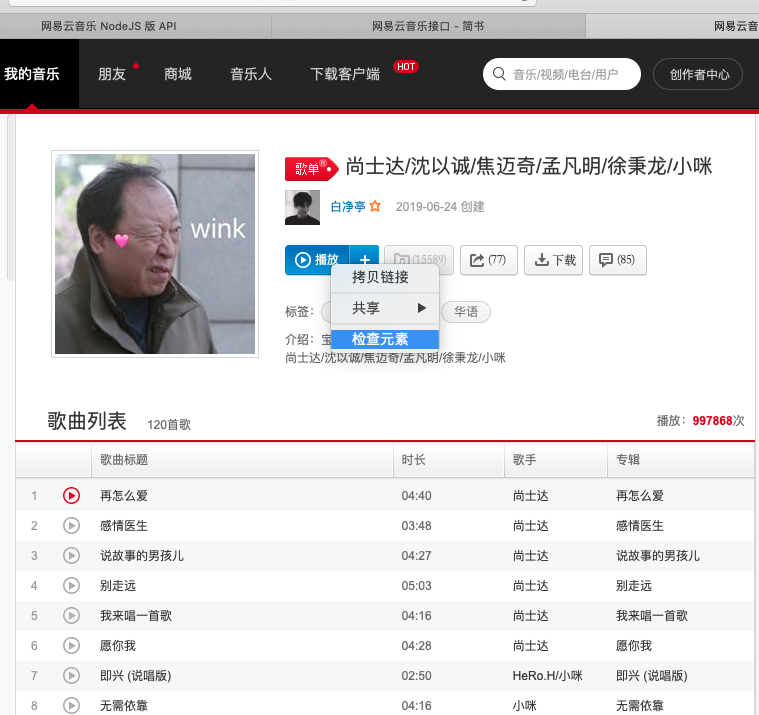 网易云音乐 NodeJS 版 API 网易云音乐接口 - 简书 网易云音
我的音乐 朋友 商城 音乐人 下载客户端 HOT 音乐/视频/电台/用户 创作者中心
歌单 尚士达/沈以诚/焦迈奇/孟凡明/徐秉龙/小咪
wink
白净亭 2019-06-24 创建
播放 + (15589) (77) 下载 (85)
拷贝链接
标签: 共享 华语
介绍: 宝 检查元素
尚士达/沈以诚/焦迈奇/孟凡明/徐秉龙/小咪
歌曲列表 120首歌 播放: 997868次
歌曲标题 时长 歌手 专辑
1 再怎么爱 04:40 尚士达 再怎么爱
2 感情医生 03:48 尚士达 感情医生
3 说故事的男孩儿 04:27 尚士达 说故事的男孩儿
4 别走远 05:03 尚士达 别走远
5 我来唱一首歌 04:16 尚士达 我来唱一首歌
6 愿你我 04:28 尚士达 愿你我
7 即兴 (说唱版) 02:50 HeRo.H/小咪 即兴 (说唱版)
8 无需依靠 04:16 小咪 无需依靠